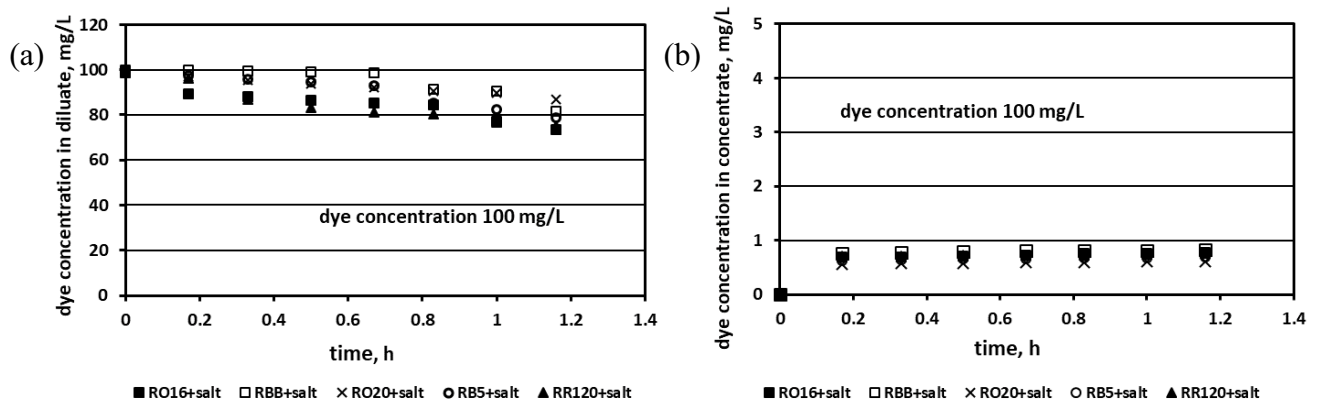 (a)
dye concentration in diluate, mg/L
120
100
80
60
40
20
0
dye concentration 100 mg/L
0 0.2 0.4 0.6 0.8 1 1.2 1.4
time, h
RO16+salt RBB+salt RO20+salt RB5+salt RR120+salt
(b)
dye concentration in concentrate, mg/L
5
4
3
2
1
0
dye concentration 100 mg/L
0 0.2 0.4 0.6 0.8 1 1.2 1.4
time, h
RO16+salt RBB+salt RO20+salt RB5+salt RR120+salt